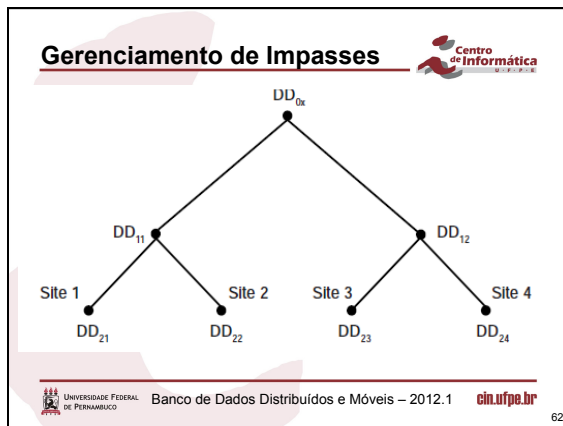 Gerenciamento de Impasses
Centro
de Informática
U·F·P·E
DD0x
DD11
DD12
Site 1
Site 2
Site 3
Site 4
DD21
DD22
DD23
DD24
UNIVERSIDADE FEDERAL
DE PERNAMBUCO
Banco de Dados Distribuídos e Móveis – 2012.1
cin.ufpe.br
62